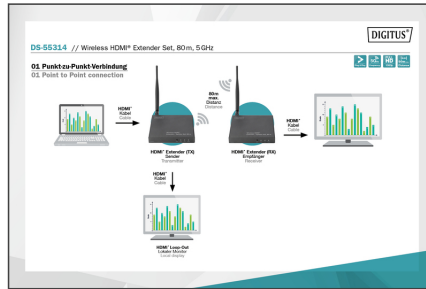 DIGITUS®
DS-55314 // Wireless HDMI® Extender Set, 80m, 5GHz
01 Punkt-zu-Punkt-Verbindung
01 Point to Point connection
80m
max.
Distanz
Distance
HDMI®
Kabel
Cable
HDMI®
Kabel
Cable
HDMI® Extender (TX)
Sender
Transmitter
HDMI® Extender (RX)
Empfänger
Receiver
HDMI®
Kabel
Cable
HDMI® Loop-Out
Lokaler Monitor
Local display